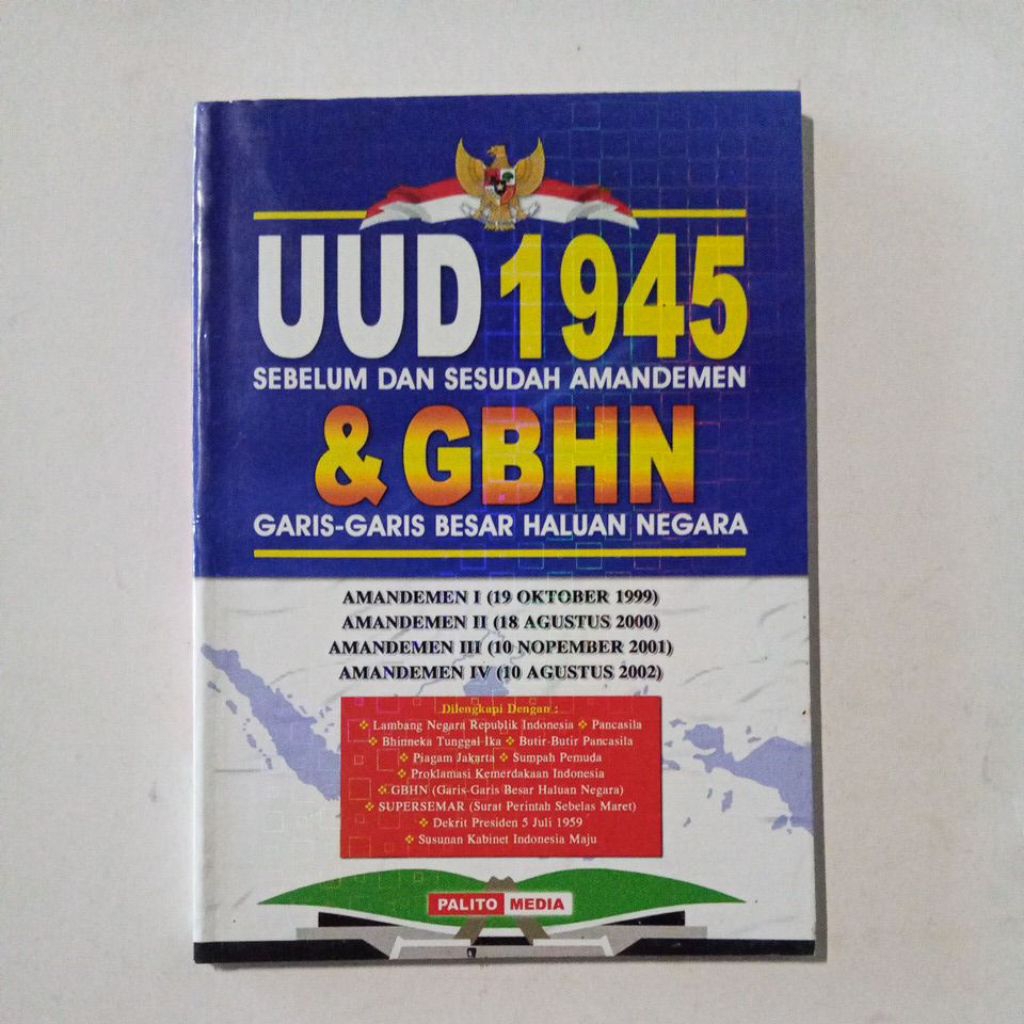 UUD 1945
SEBELUM DAN SESUDAH AMANDEMEN
& GBHN
GARIS-GARIS BESAR HALUAN NEGARA
AMANDEMEN I (19 OKTOBER 1999)
AMANDEMEN II (18 AGUSTUS 2000)
AMANDEMEN III (10 NOPEMBER 2001)
AMANDEMEN IV (10 AGUSTUS 2002)
Dilengkapi Dengan :
❖ Lambang Negara Republik Indonesia ❖ Pancasila
❖ Bhinneka Tunggal Ika ❖ Butir-Butir Pancasila
❖ Piagam Jakarta ❖ Sumpah Pemuda
❖ Proklamasi Kemerdakaan Indonesia
❖ GBHN (Garis-Garis Besar Haluan Negara)
❖ SUPERSEMAR (Surat Perintah Sebelas Maret)
❖ Dekrit Presiden 5 Juli 1959
❖ Susunan Kabinet Indonesia Maju
PALITO MEDIA